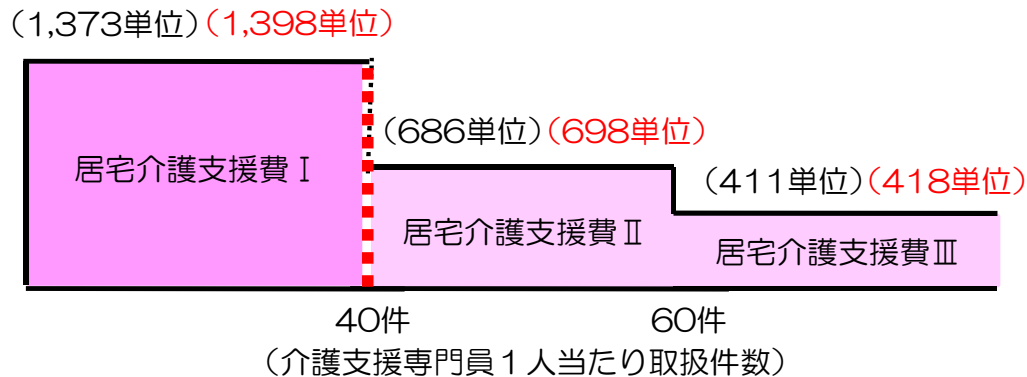 （1,373単位）（1,398単位）
（686単位）（698単位）
（411単位）（418単位）
居宅介護支援費Ⅰ
居宅介護支援費Ⅱ
居宅介護支援費Ⅲ
40件
60件
（介護支援専門員１人当たり取扱件数）